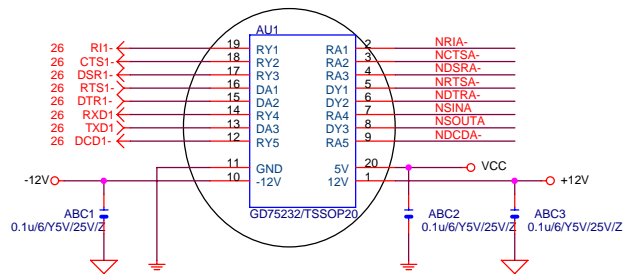 AU1
26 RI1- 19 RY1 RA1 2 NRIA-
26 CTS1- 18 RY2 RA2 3 NCTSA-
26 DSR1- 17 RY3 RA3 4 NDSRA-
26 RTS1- 16 DA1 DY1 5 NRTSA-
26 DTR1- 15 DA2 DY2 6 NDTRA-
26 RXD1 14 RY4 RA4 7 NSINA
26 TXD1 13 DA3 DY3 8 NSOUTA
26 DCD1- 12 RY5 RA5 9 NDCDA-
11 GND 5V 20 VCC
-12V 10 -12V 12V 1 +12V
GD75232/TSSOP20
ABC1 ABC2 ABC3
0.1u/6/Y5V/25V/Z 0.1u/6/Y5V/25V/Z 0.1u/6/Y5V/25V/Z